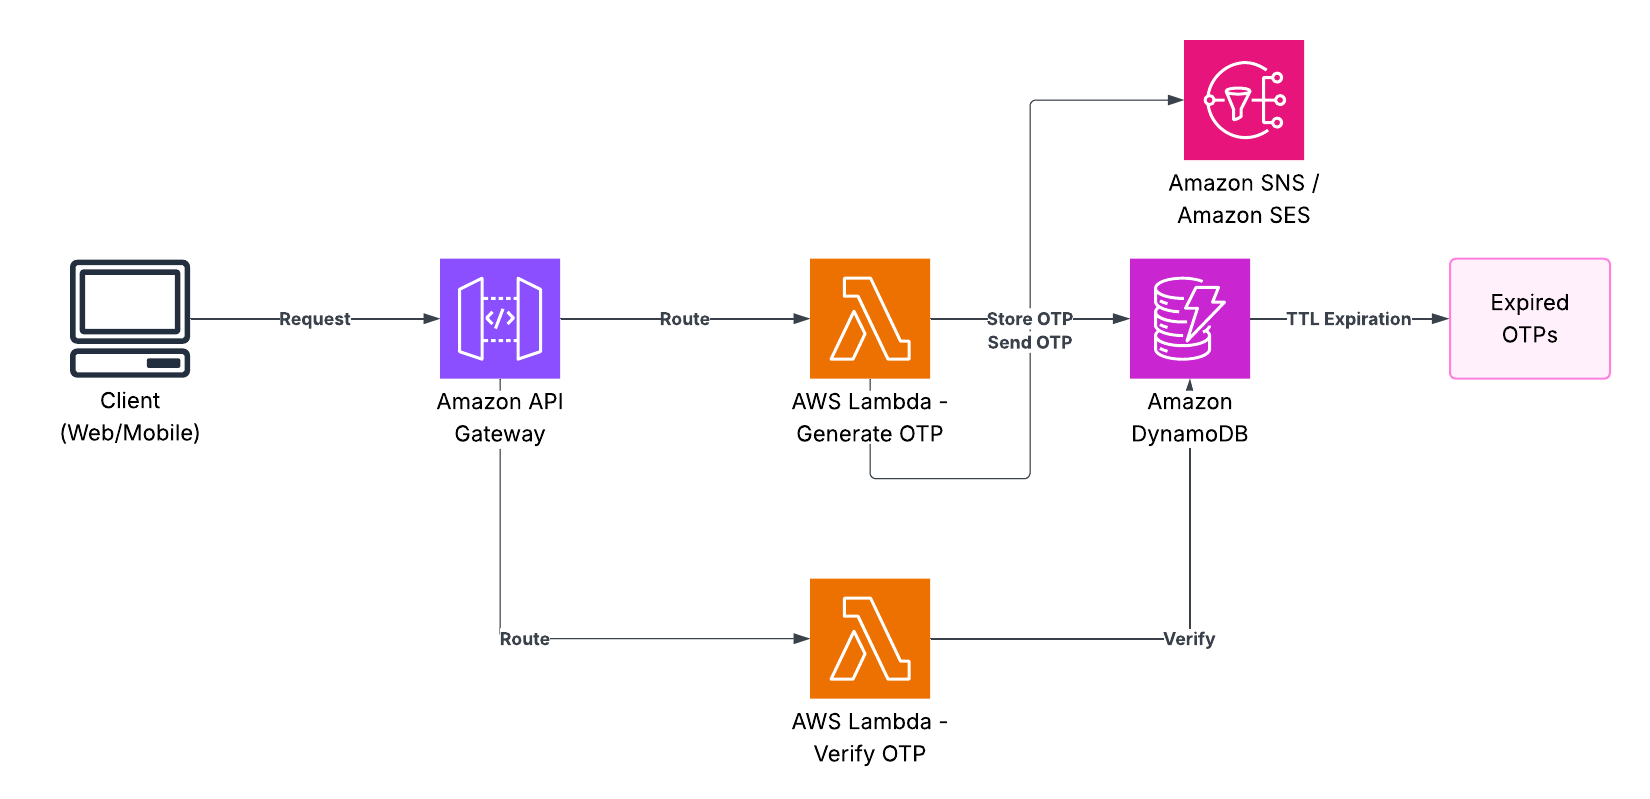 Amazon SNS /
Amazon SES
Request
Route
Store OTP
Send OTP
TTL Expiration
Expired
OTPs
Client
(Web/Mobile)
Amazon API
Gateway
AWS Lambda -
Generate OTP
Amazon
DynamoDB
Route
Verify
AWS Lambda -
Verify OTP